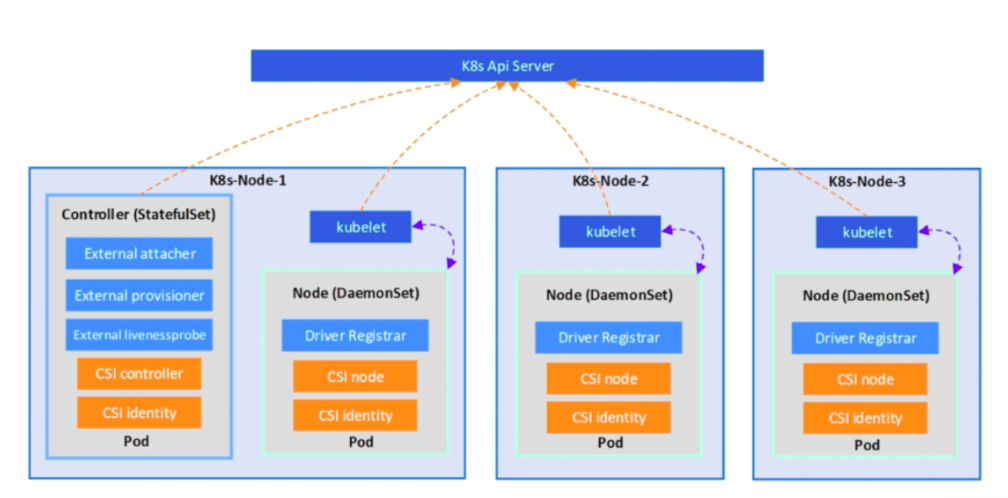 K8s Api Server
K8s-Node-1
Controller (StatefulSet)
External attacher
External provisioner
External livenessprobe
CSI controller
CSI identity
Pod
kubelet
Node (DaemonSet)
Driver Registrar
CSI node
CSI identity
Pod
K8s-Node-2
kubelet
Node (DaemonSet)
Driver Registrar
CSI node
CSI identity
Pod
K8s-Node-3
kubelet
Node (DaemonSet)
Driver Registrar
CSI node
CSI identity
Pod